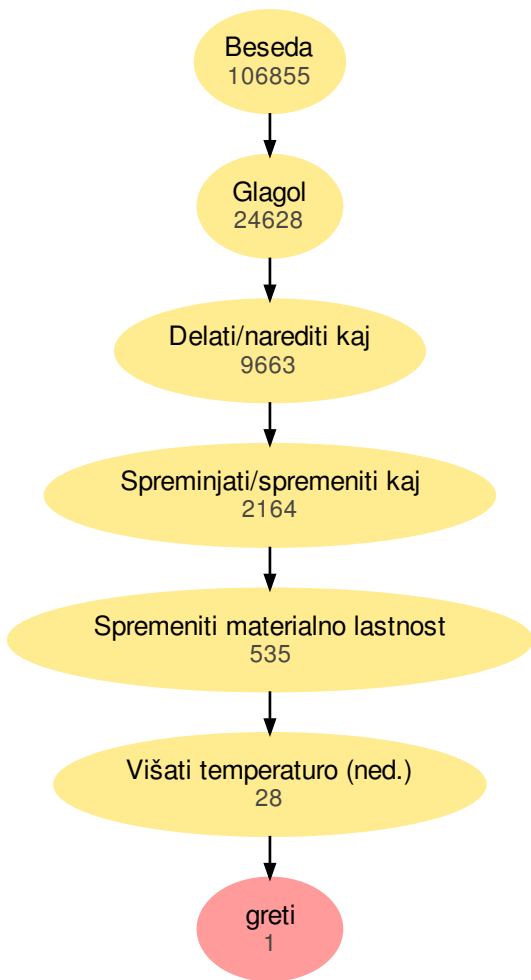 Beseda
106855
Glagol
24628
Delati/narediti kaj
9663
Spreminjati/spremeniti kaj
2164
Spremeniti materialno lastnost
535
Višati temperaturo (ned.)
28
greti
1